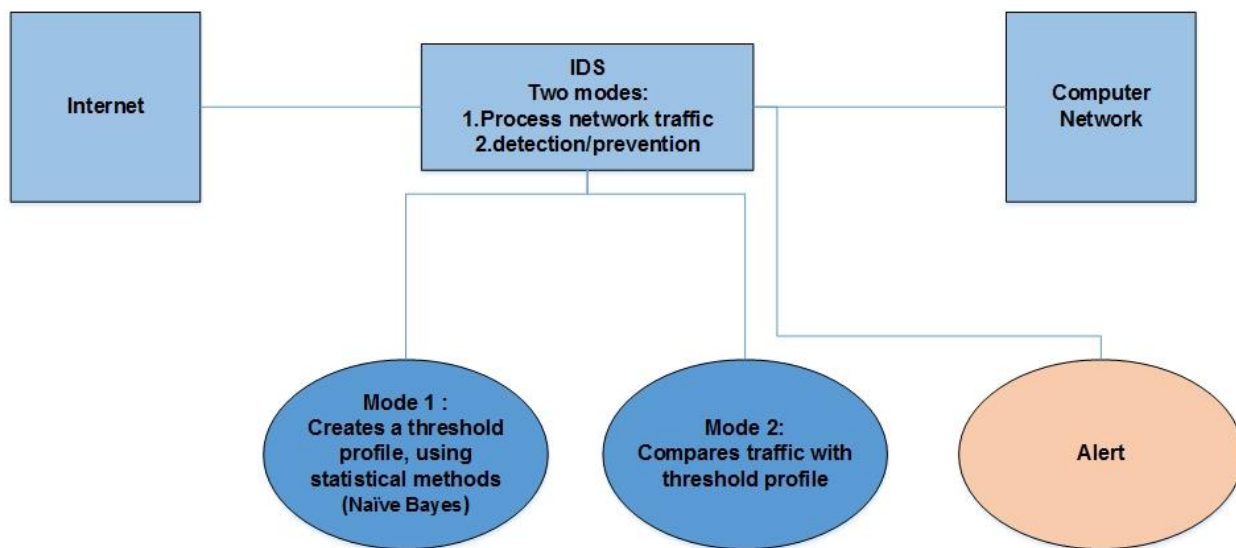 Internet
IDS
Two modes:
1.Process network traffic
2.detection/prevention
Computer
Network
Mode 1 :
Creates a threshold
profile, using
statistical methods
(Naïve Bayes)
Mode 2:
Compares traffic with
threshold profile
Alert